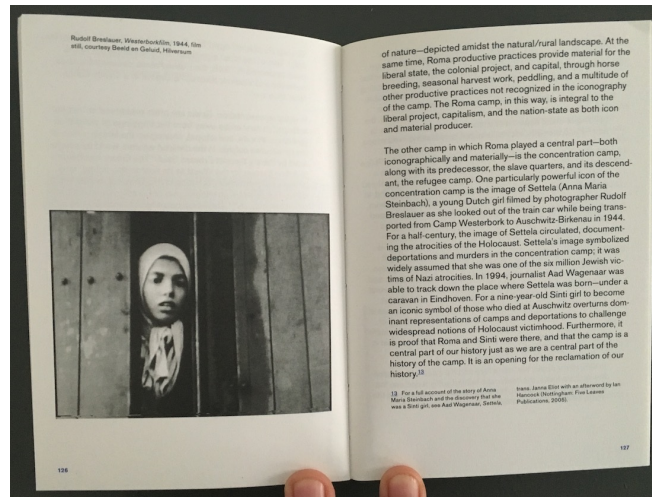 Rudolf Breslauer, Westerborkfilm, 1944, film
still, courtesy Beeld en Geluid, Hilversum
126
of nature—depicted amidst the natural/rural landscape. At the
same time, Roma productive practices provide material for the
liberal state, the colonial project, and capital, through horse
breeding, seasonal harvest work, peddling, and a multitude of
other productive practices not recognized in the iconography
of the camp. The Roma camp, in this way, is integral to the
liberal project, capitalism, and the nation-state as both icon
and material producer.
The other camp in which Roma played a central part—both
iconographically and materially—is the concentration camp,
along with its predecessor, the slave quarters, and its descend-
ant, the refugee camp. One particularly powerful icon of the
concentration camp is the image of Settela (Anna Maria
Steinbach), a young Dutch girl filmed by photographer Rudolf
Breslauer as she looked out of the train car while being trans-
ported from Camp Westerbork to Auschwitz-Birkenau in 1944.
For a half-century, the image of Settela circulated, document-
ing the atrocities of the Holocaust. Settela's image symbolized
deportations and murders in the concentration camp; it was
widely assumed that she was one of the six million Jewish vic-
tims of Nazi atrocities. In 1994, journalist Aad Wagenaar was
able to track down the place where Settela was born—under a
caravan in Eindhoven. For a nine-year-old Sinti girl to become
an iconic symbol of those who died at Auschwitz overturns dom-
inant representations of camps and deportations to challenge
widespread notions of Holocaust victimhood. Furthermore, it
is proof that Roma and Sinti were there, and that the camp is a
central part of our history just as we are a central part of the
history of the camp. It is an opening for the reclamation of our
history.13
13 For a full account of the story of Anna
Maria Steinbach and the discovery that she
was a Sinti girl, see Aad Wagenaar, Settela,
trans. Janna Eliot with an afterword by Ian
Hancock (Nottingham: Five Leaves
Publications, 2005).
127